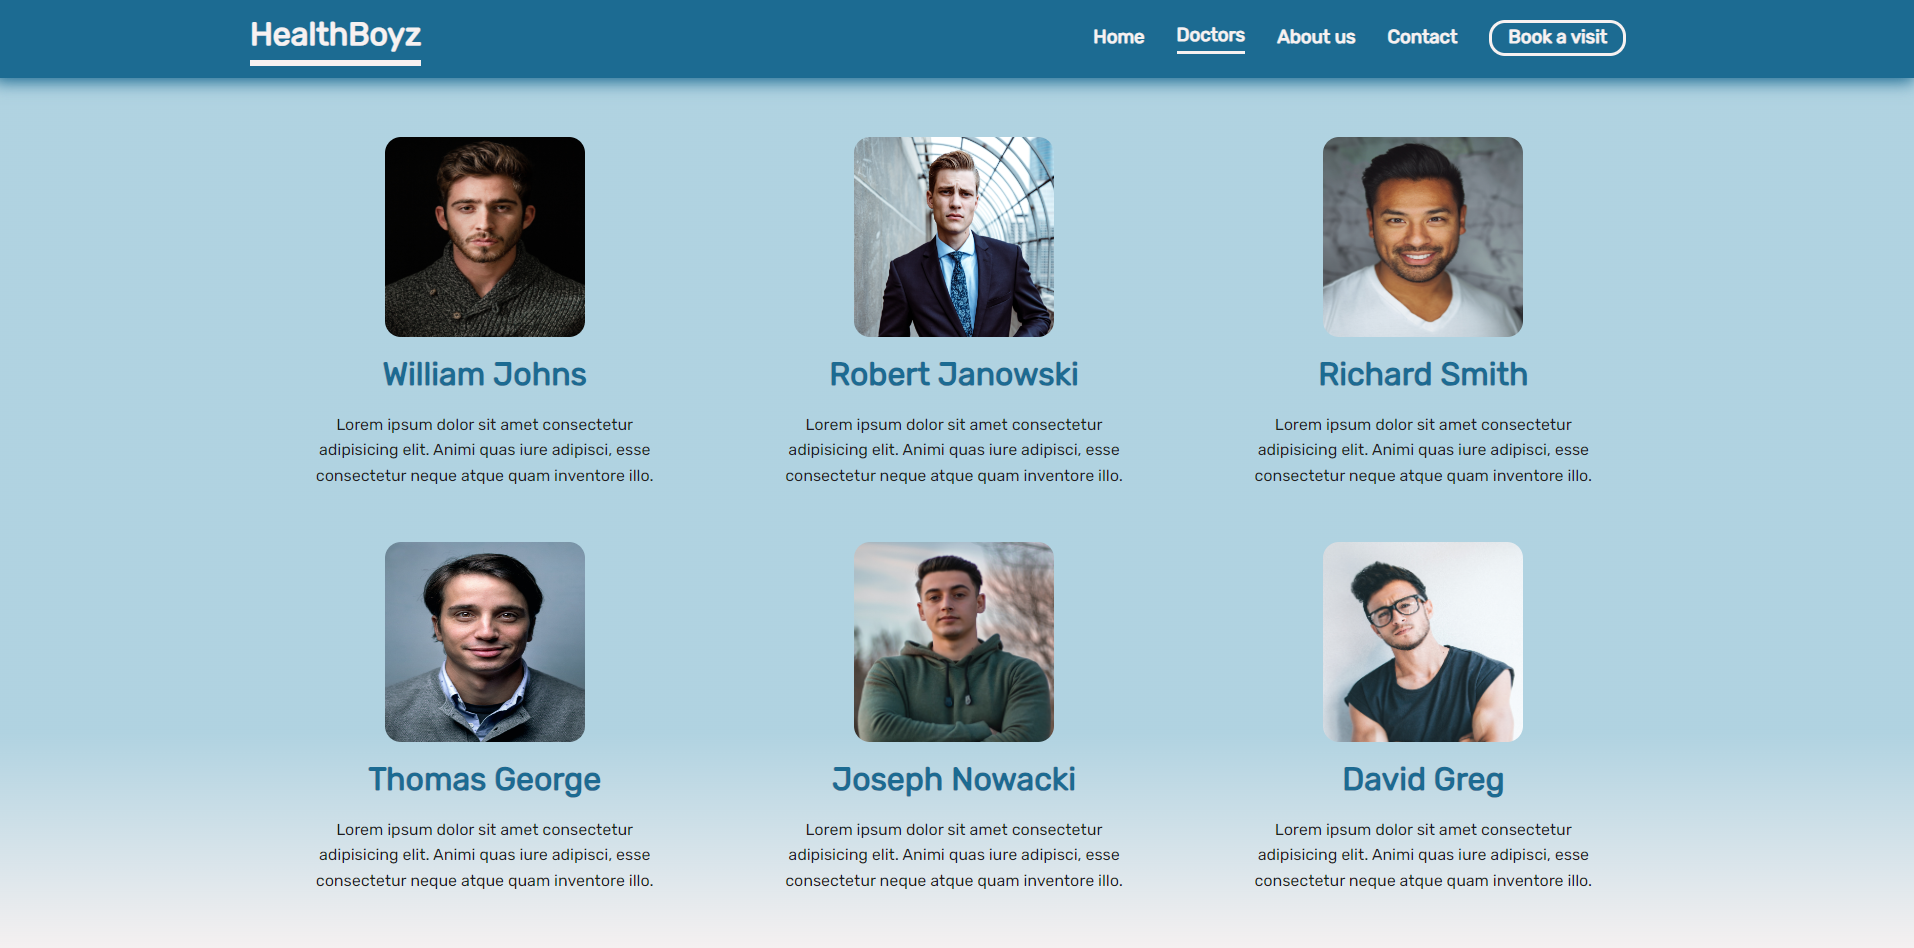 HealthBoyz
Home Doctors About us Contact Book a visit
William Johns
Lorem ipsum dolor sit amet consectetur
adipisicing elit. Animi quas iure adipisci, esse
consectetur neque atque quam inventore illo.
Robert Janowski
Lorem ipsum dolor sit amet consectetur
adipisicing elit. Animi quas iure adipisci, esse
consectetur neque atque quam inventore illo.
Richard Smith
Lorem ipsum dolor sit amet consectetur
adipisicing elit. Animi quas iure adipisci, esse
consectetur neque atque quam inventore illo.
Thomas George
Lorem ipsum dolor sit amet consectetur
adipisicing elit. Animi quas iure adipisci, esse
consectetur neque atque quam inventore illo.
Joseph Nowacki
Lorem ipsum dolor sit amet consectetur
adipisicing elit. Animi quas iure adipisci, esse
consectetur neque atque quam inventore illo.
David Greg
Lorem ipsum dolor sit amet consectetur
adipisicing elit. Animi quas iure adipisci, esse
consectetur neque atque quam inventore illo.